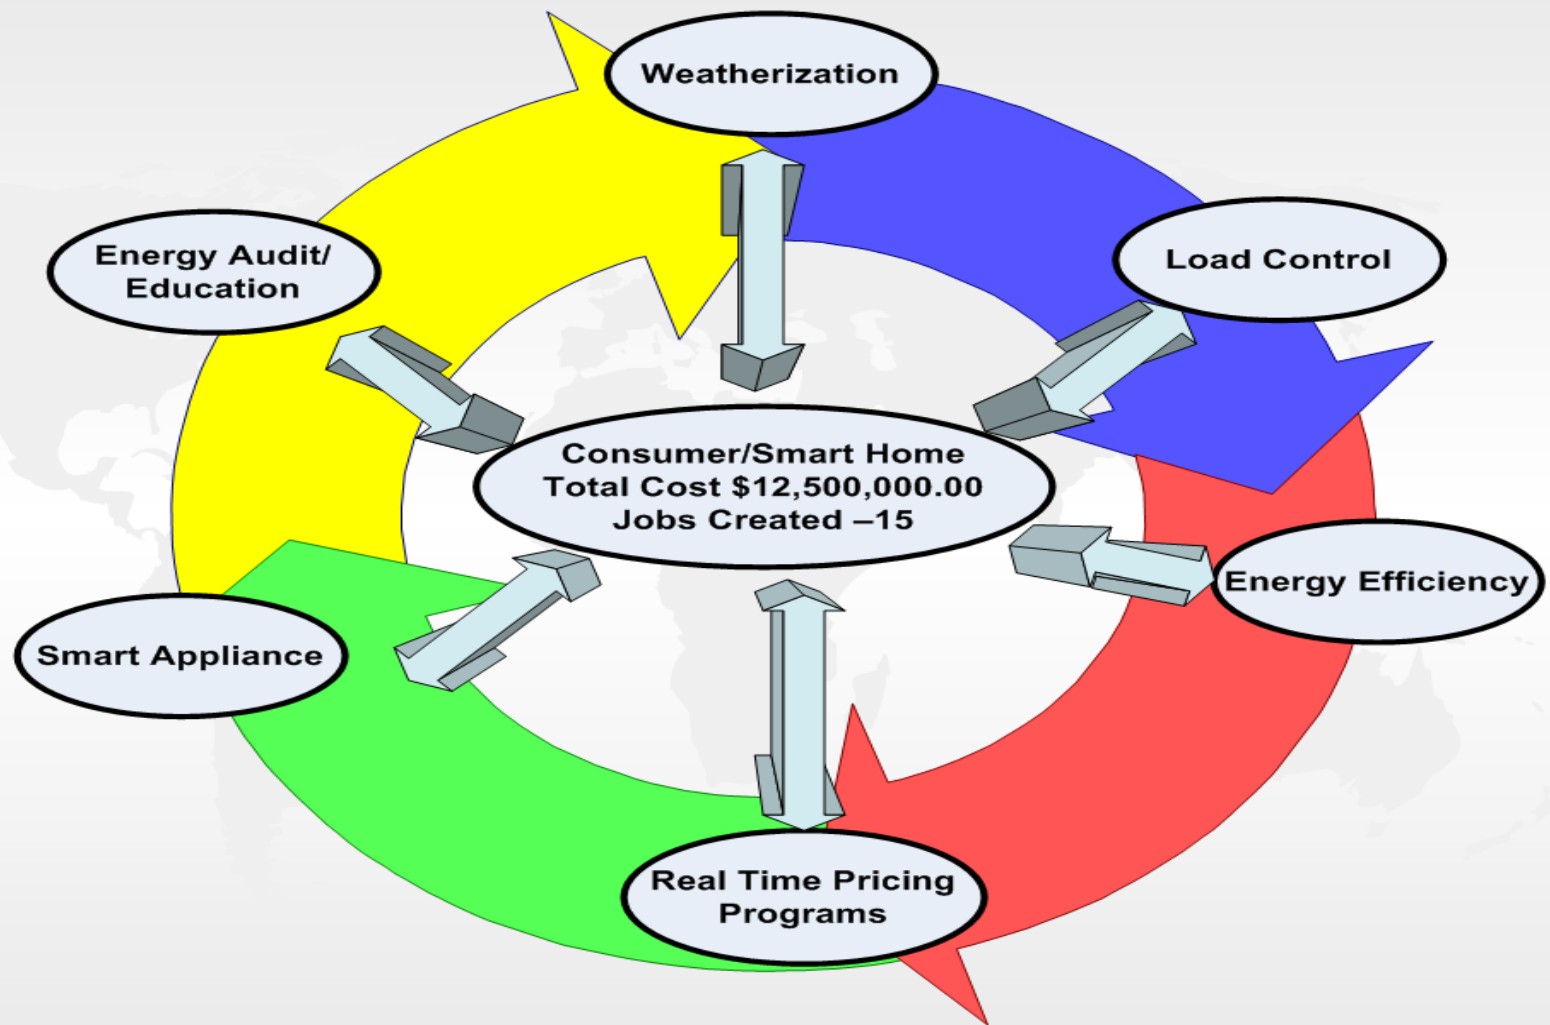 Weatherization
Energy Audit/
Education
Load Control
Consumer/Smart Home
Total Cost $12,500,000.00
Jobs Created –15
Energy Efficiency
Smart Appliance
Real Time Pricing
Programs